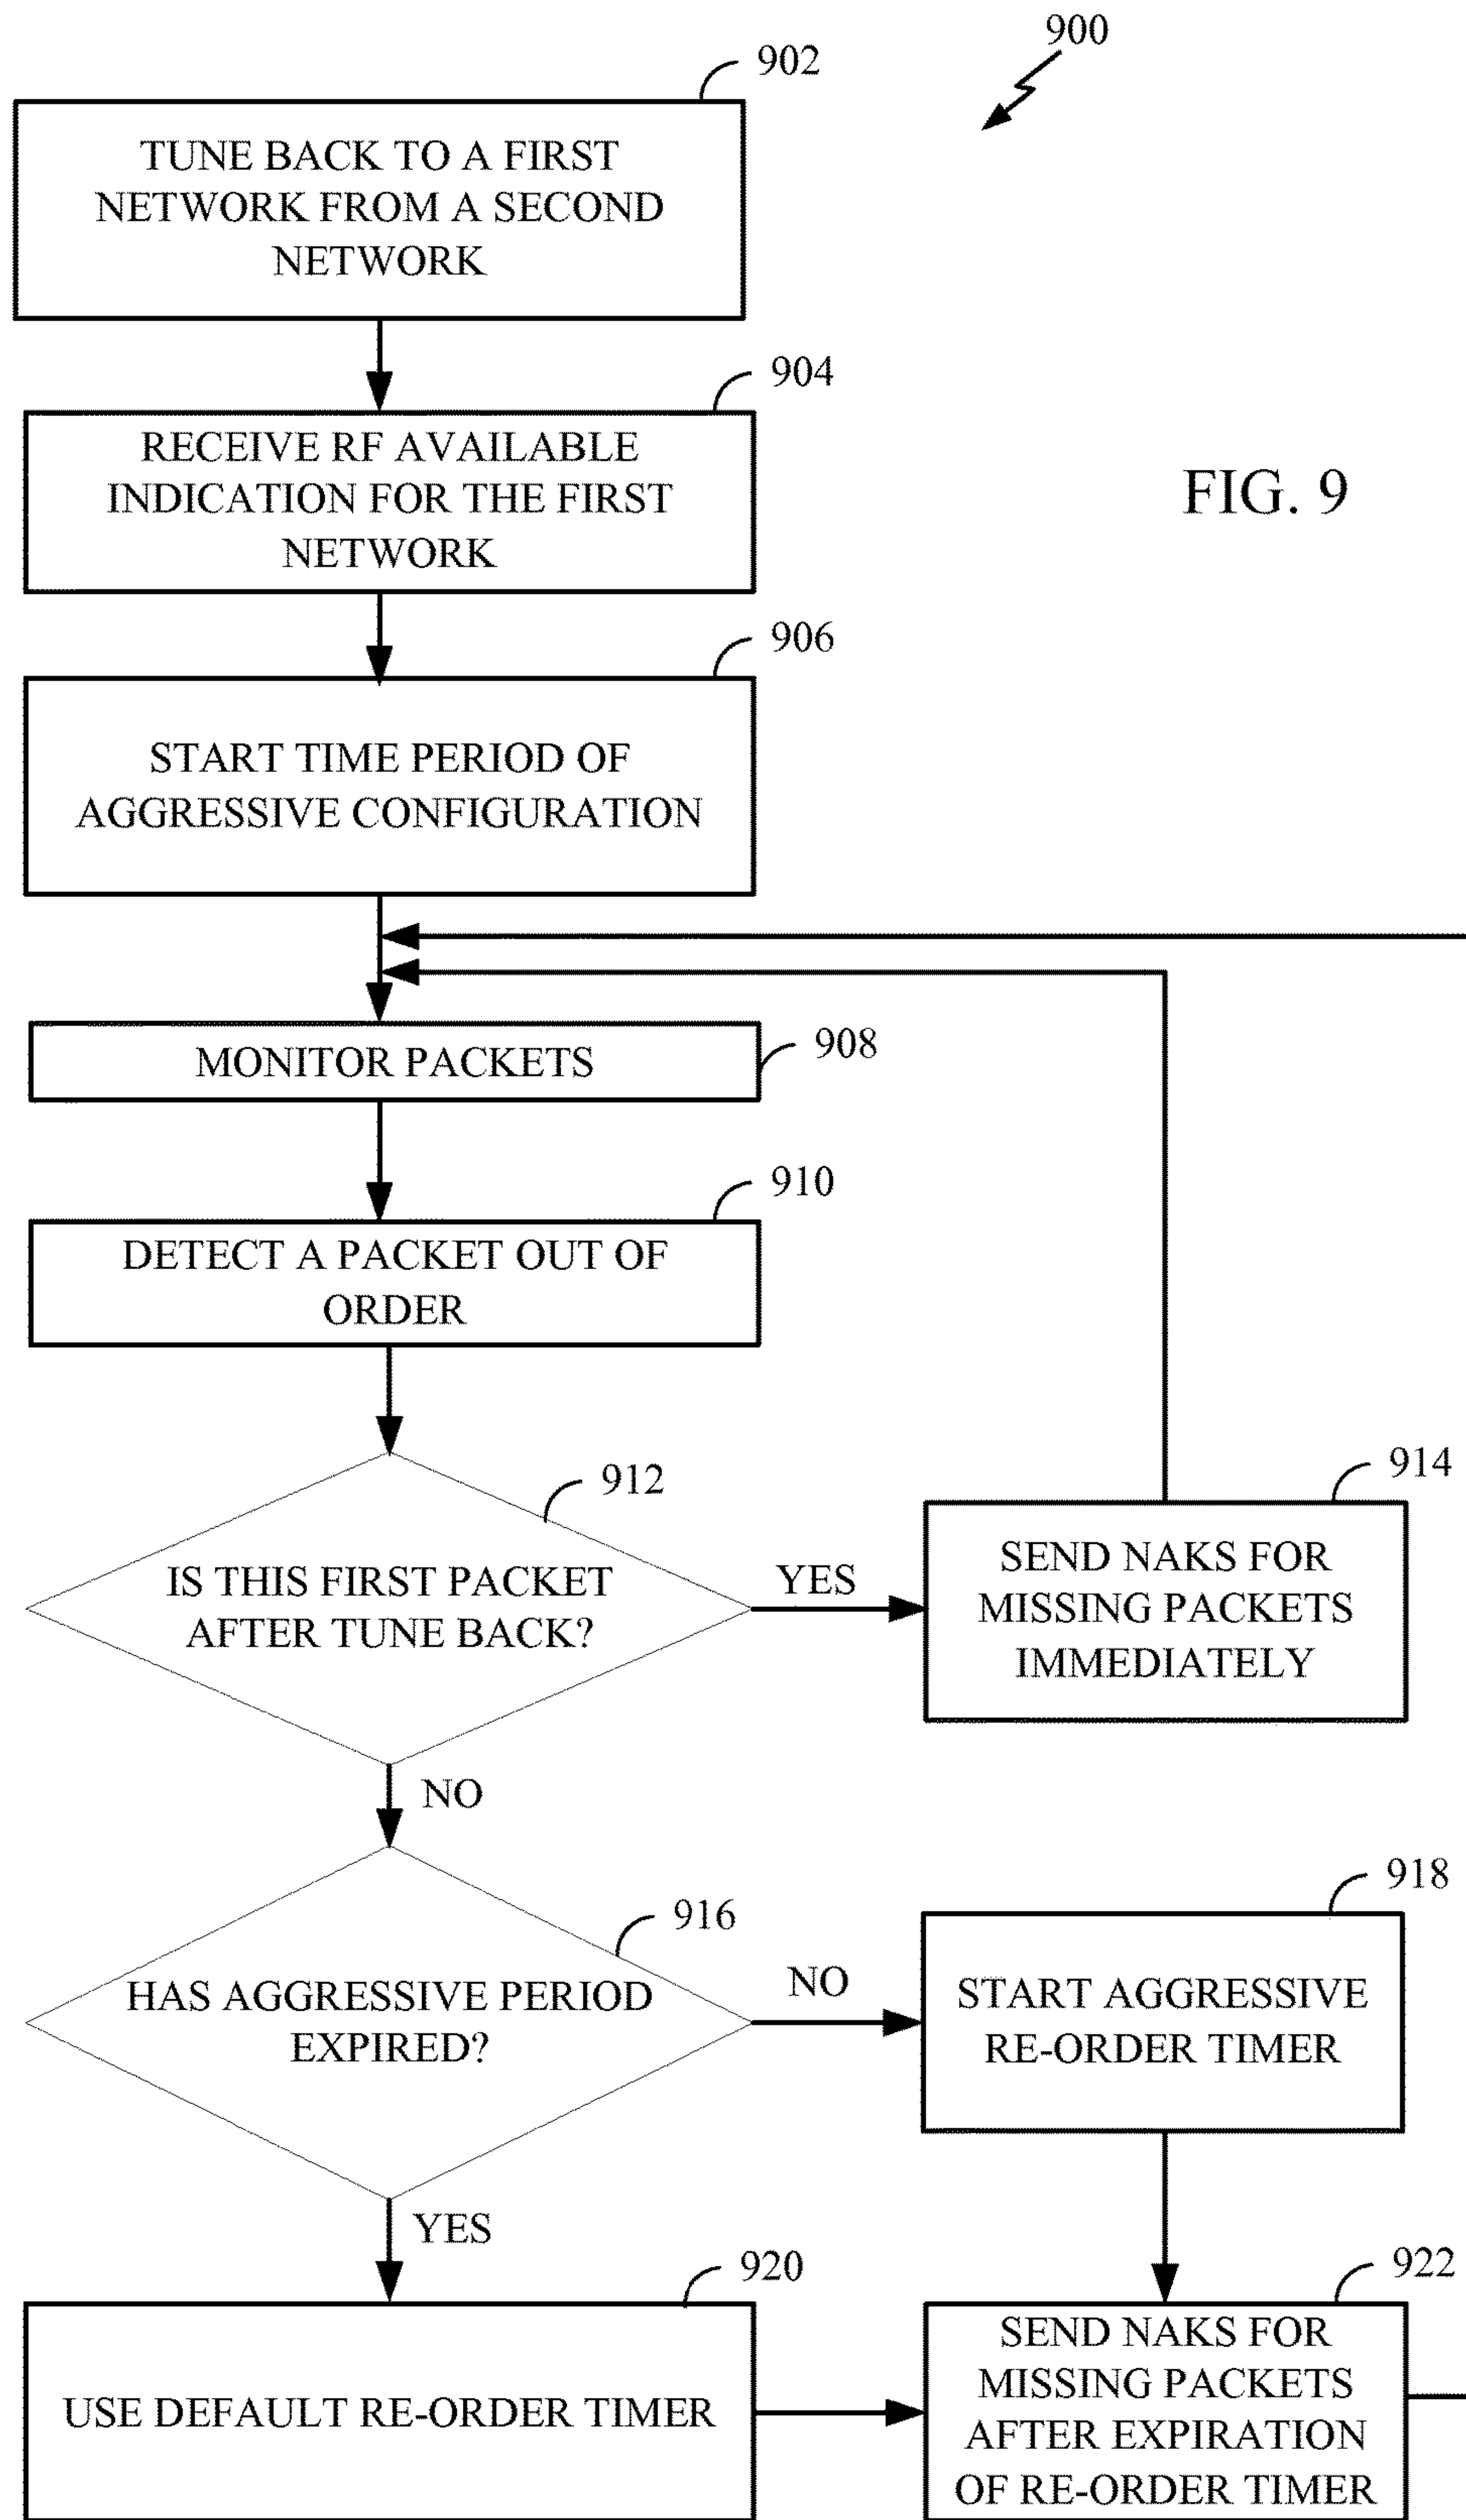 900
902
TUNE BACK TO A FIRST
NETWORK FROM A SECOND
NETWORK
904
RECEIVE RF AVAILABLE
INDICATION FOR THE FIRST
NETWORK
FIG. 9
906
START TIME PERIOD OF
AGGRESSIVE CONFIGURATION
MONITOR PACKETS
908
910
DETECT A PACKET OUT OF
ORDER
912
IS THIS FIRST PACKET
AFTER TUNE BACK?
YES
914
SEND NAKS FOR
MISSING PACKETS
IMMEDIATELY
NO
916
HAS AGGRESSIVE PERIOD
EXPIRED?
NO
918
START AGGRESSIVE
RE-ORDER TIMER
YES
920
USE DEFAULT RE-ORDER TIMER
922
SEND NAKS FOR
MISSING PACKETS
AFTER EXPIRATION
OF RE-ORDER TIMER